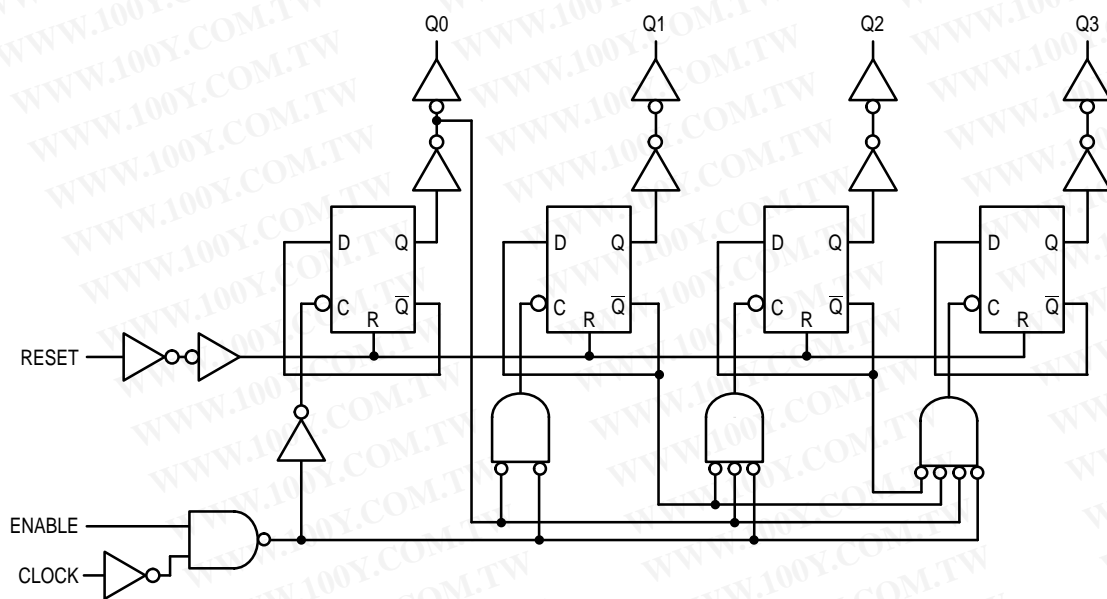 Q0 Q1 Q2 Q3
D Q D Q D Q D Q
C Q̅ C Q̅ C Q̅ C Q̅
R R R R
RESET
ENABLE
CLOCK
WWW.100Y.COM.TW